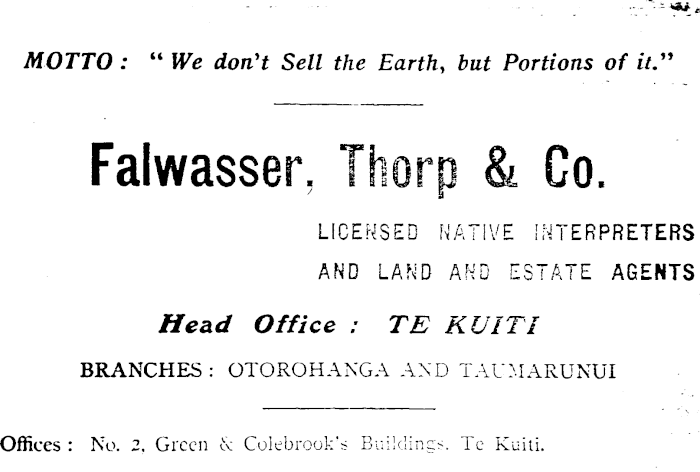 MOTTO : “ We don't Sell the Earth, but Portions of it.”
Falwasser, Thorp & Co.
LICENSED NATIVE INTERPRETERS
AND LAND AND ESTATE AGENTS
Head Office : TE KUITI
BRANCHES : OTOROHANGA AND TAUMARUNUI
Offices : No. 2, Green & Colebrook's Buildings, Te Kuiti.